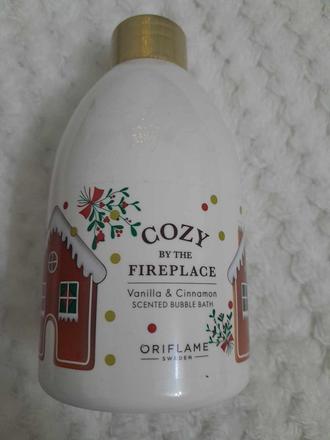 COZY
BY THE
FIREPLACE
Vanilla & Cinnamon
SCENTED BUBBLE BATH
ORIFLAME
SWEDEN